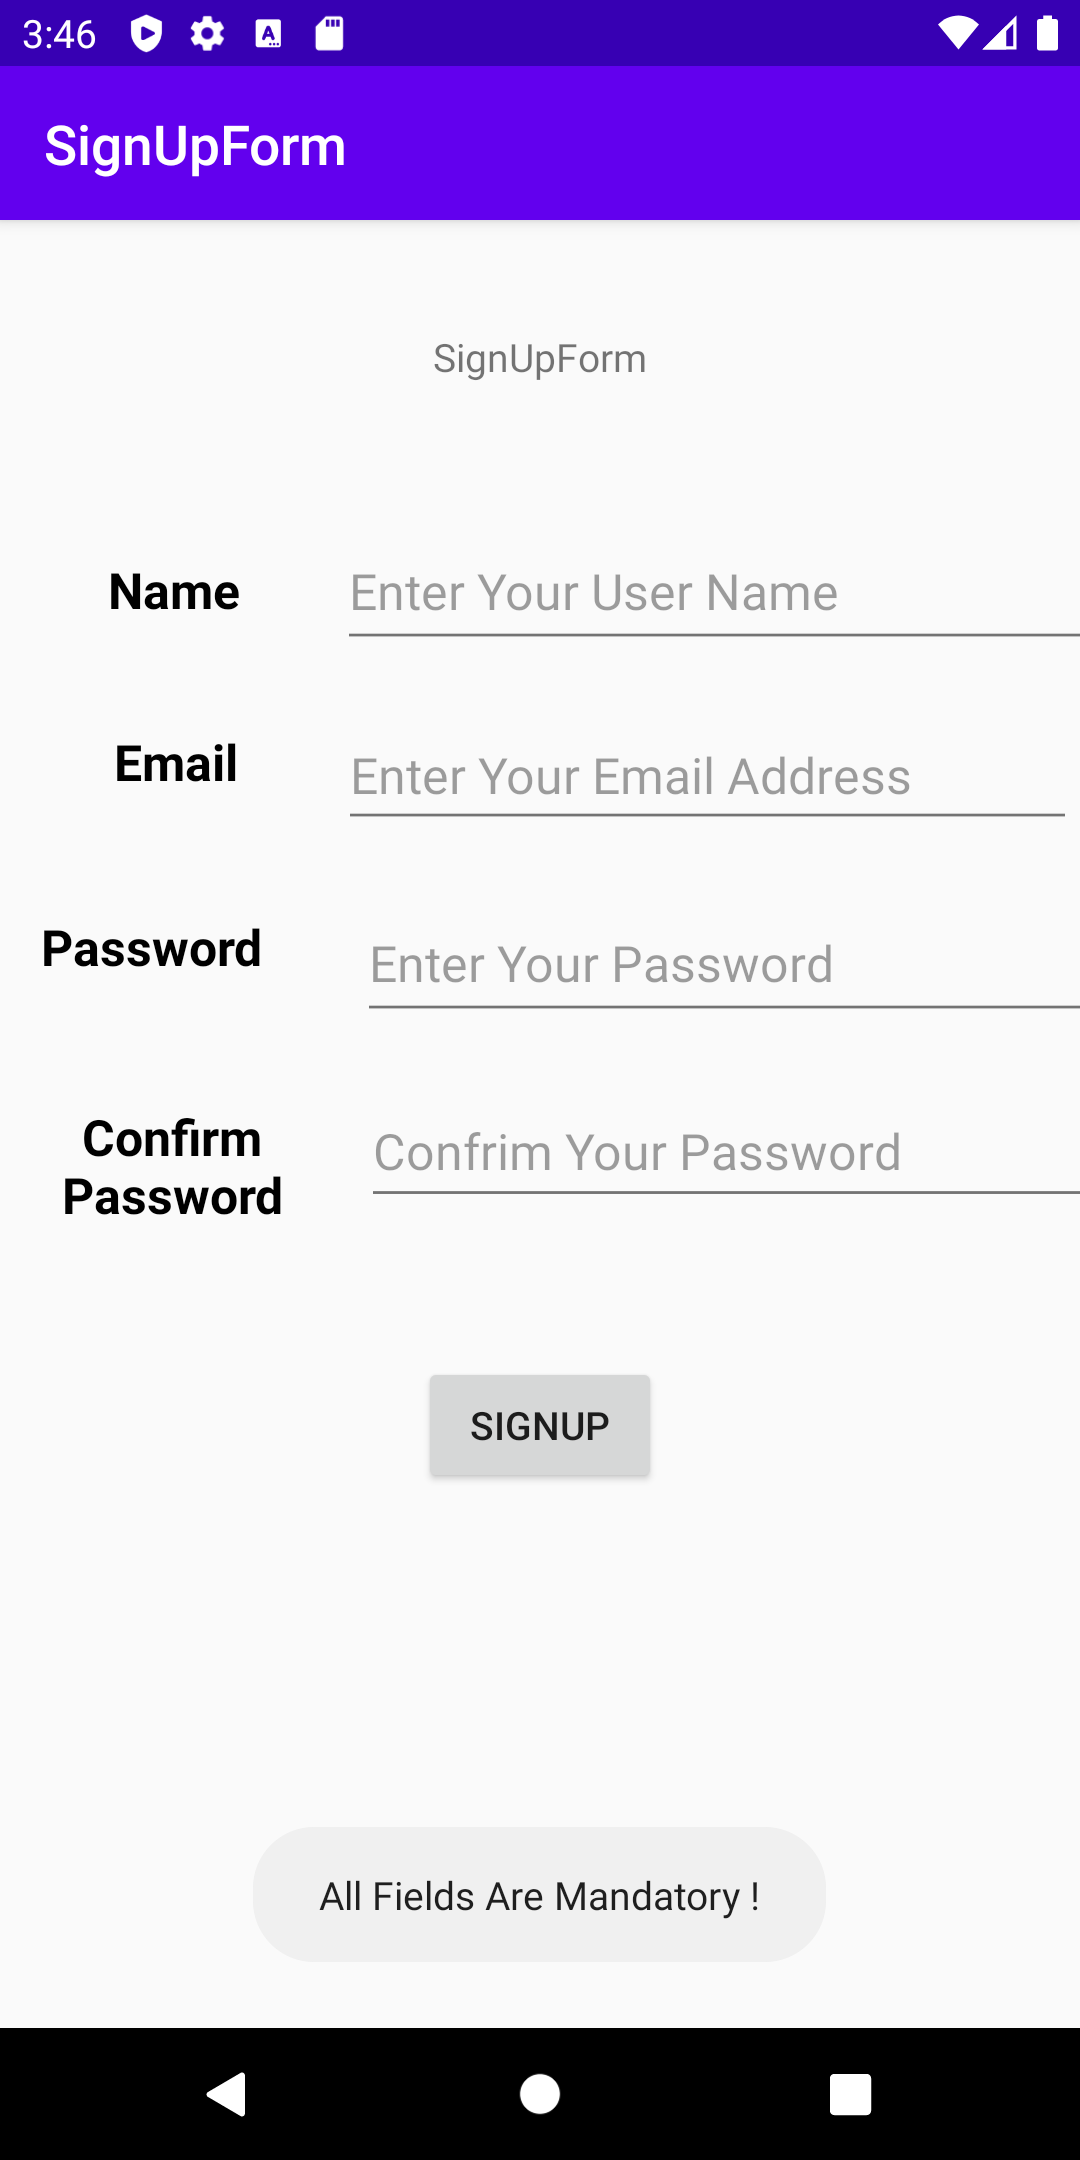 3:46
SignUpForm
SignUpForm
Name
Enter Your User Name
Email
Enter Your Email Address
Password
Enter Your Password
Confirm
Password
Confrim Your Password
SIGNUP
All Fields Are Mandatory !